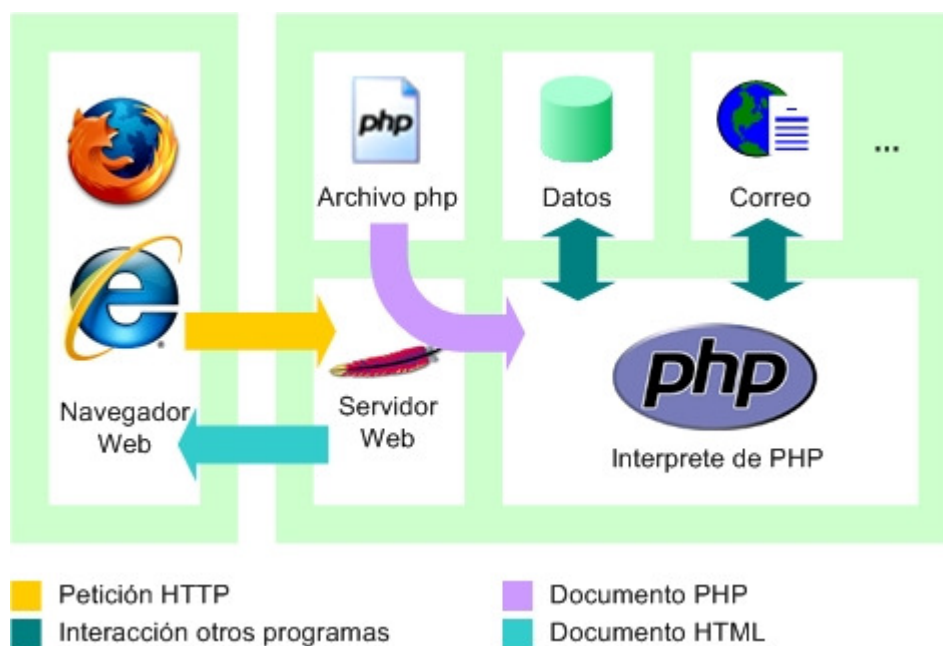 php
Archivo php
Datos
Correo
...
Navegador
Web
Servidor
Web
php
Interprete de PHP
Petición HTTP
Interacción otros programas
Documento PHP
Documento HTML